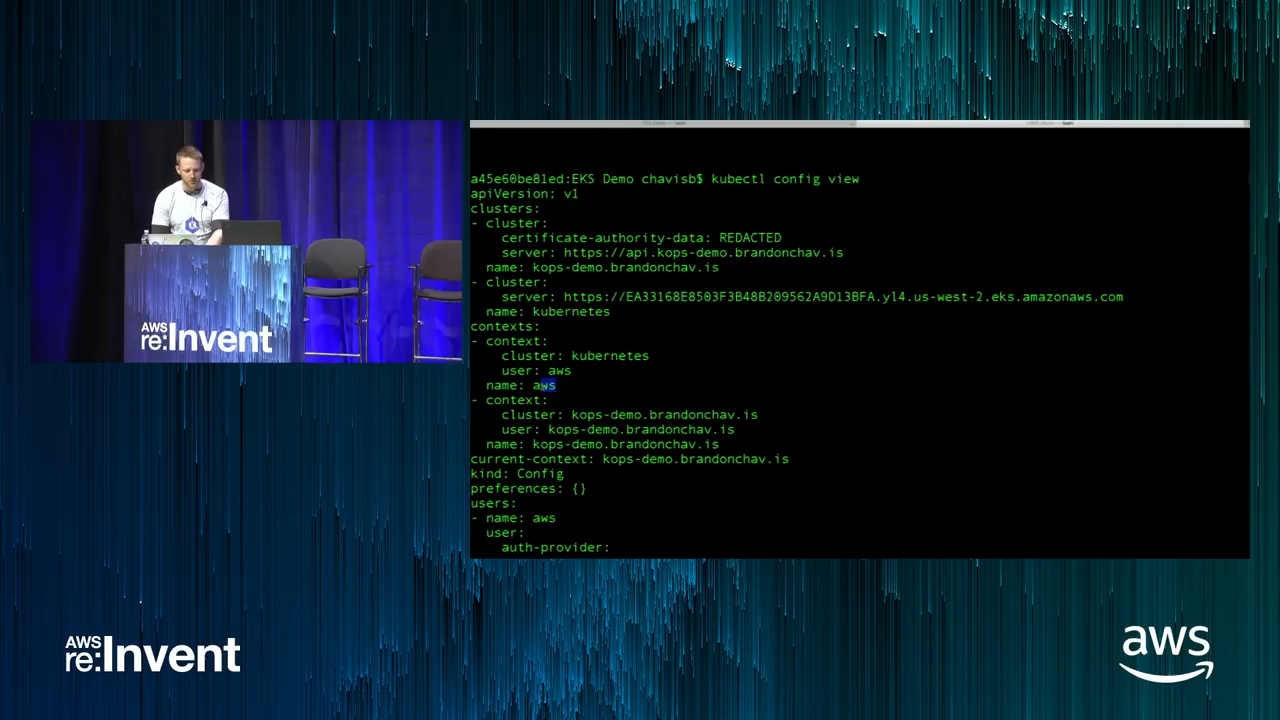 a45e60be81ed:EKS Demo chavisb$ kubectl config view
apiVersion: v1
clusters:
- cluster:
    certificate-authority-data: REDACTED
    server: https://api.kops-demo.brandonchav.is
  name: kops-demo.brandonchav.is
- cluster:
    server: https://EA33168E8503F3B48B209562A9D13BFA.yl4.us-west-2.eks.amazonaws.com
  name: kubernetes
contexts:
- context:
    cluster: kubernetes
    user: aws
  name: aws
- context:
    cluster: kops-demo.brandonchav.is
    user: kops-demo.brandonchav.is
  name: kops-demo.brandonchav.is
current-context: kops-demo.brandonchav.is
kind: Config
preferences: {}
users:
- name: aws
  user:
    auth-provider:
AWS
re:Invent
AWS
re:Invent
aws